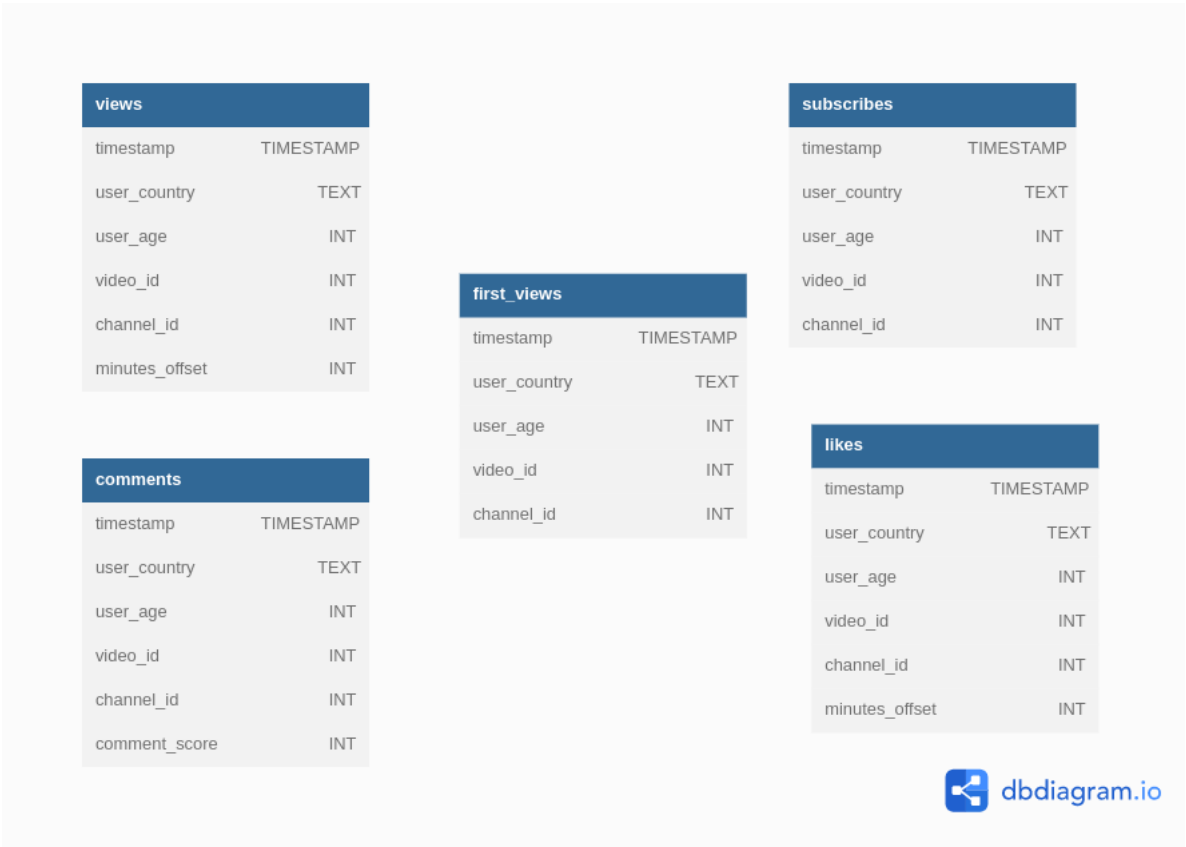 views
timestamp TIMESTAMP
user_country TEXT
user_age INT
video_id INT
channel_id INT
minutes_offset INT
comments
timestamp TIMESTAMP
user_country TEXT
user_age INT
video_id INT
channel_id INT
comment_score INT
first_views
timestamp TIMESTAMP
user_country TEXT
user_age INT
video_id INT
channel_id INT
subscribes
timestamp TIMESTAMP
user_country TEXT
user_age INT
video_id INT
channel_id INT
likes
timestamp TIMESTAMP
user_country TEXT
user_age INT
video_id INT
channel_id INT
minutes_offset INT
dbdiagram.io